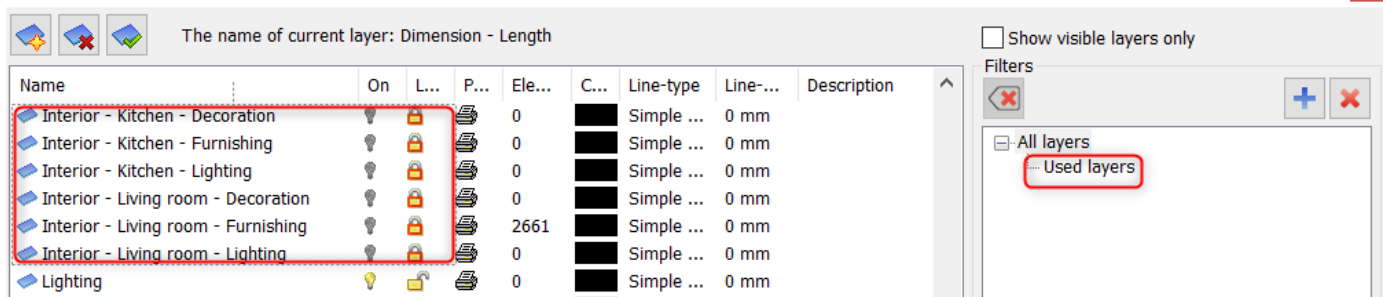 The name of current layer: Dimension - Length
Show visible layers only
Filters
Name On L... P... Ele... C... Line-type Line-... Description
Interior - Kitchen - Decoration 0 Simple ... 0 mm
Interior - Kitchen - Furnishing 0 Simple ... 0 mm
Interior - Kitchen - Lighting 0 Simple ... 0 mm
Interior - Living room - Decoration 0 Simple ... 0 mm
Interior - Living room - Furnishing 2661 Simple ... 0 mm
Interior - Living room - Lighting 0 Simple ... 0 mm
Lighting 0 Simple ... 0 mm
All layers
Used layers